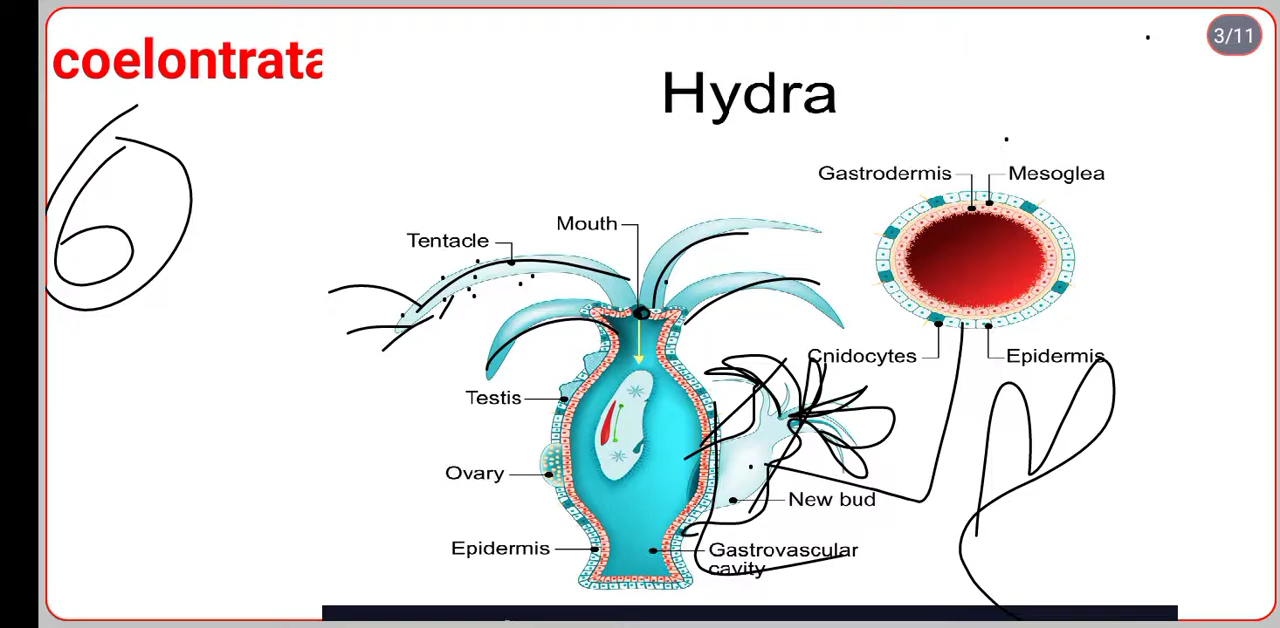 3/11
coelontrata
Hydra
Gastrodermis
Mesoglea
Mouth
Tentacle
Cnidocytes
Epidermis
Testis
Ovary
New bud
Epidermis
Gastrovascular
cavity